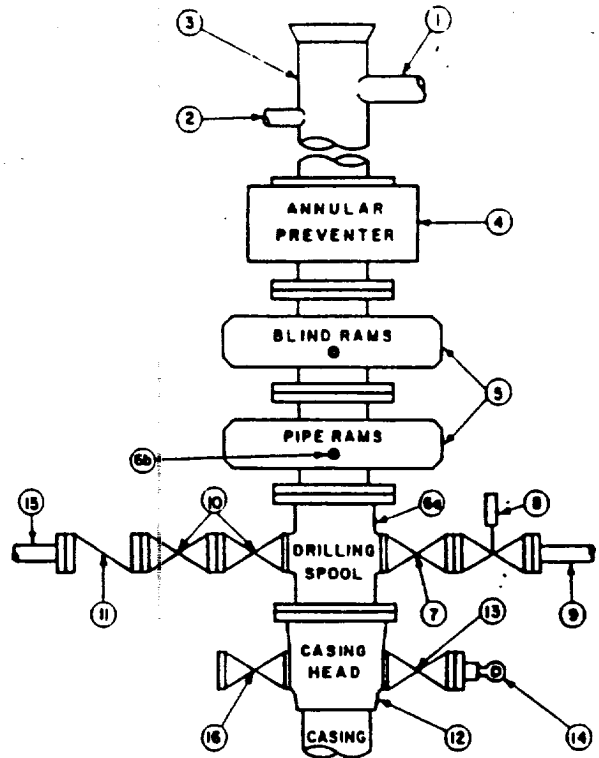 1
3
2
ANNULAR
PREVENTER
4
BLIND RAMS
5
PIPE RAMS
6b
15
10
6a
8
DRILLING
SPOOL
11
7
9
13
CASING
HEAD
16
12
14
CASING